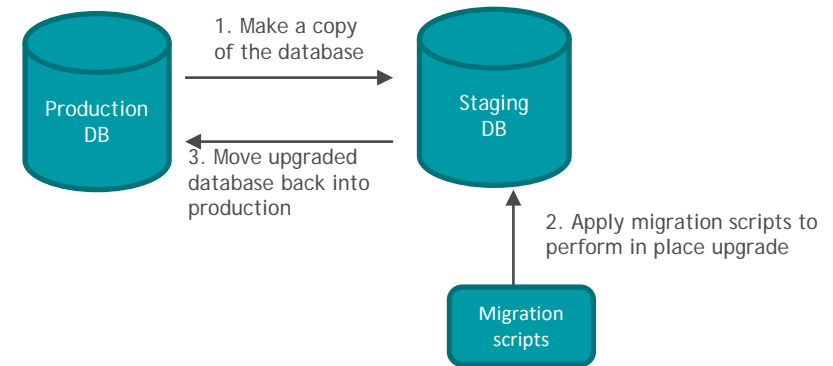 1. Make a copy
of the database
Production
DB
Staging
DB
3. Move upgraded
database back into
production
2. Apply migration scripts to
perform in place upgrade
Migration
scripts